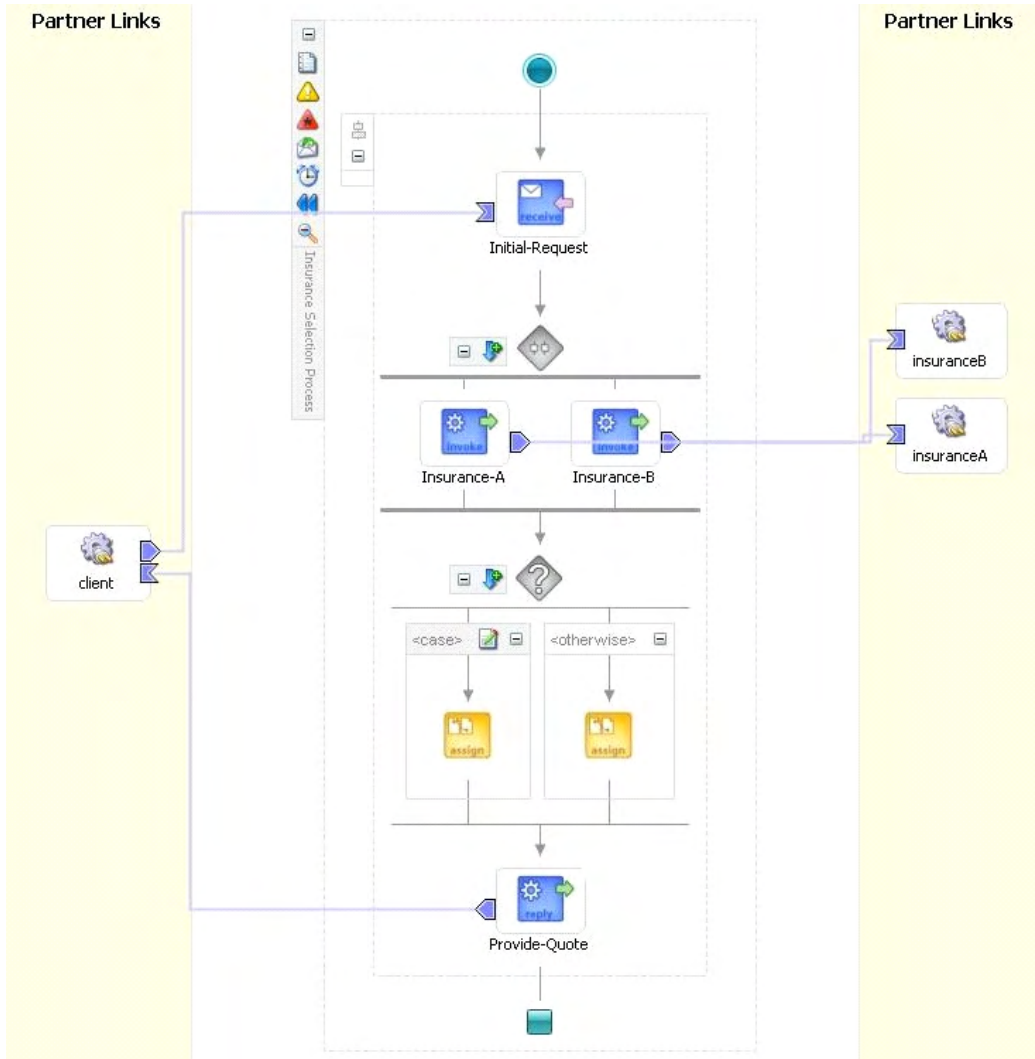 Partner Links
Partner Links
Insurance Selection Process
receive
Initial-Request
insuranceB
invoke
invoke
Insurance-A
Insurance-B
insuranceA
client
<case>
<otherwise>
assign
assign
reply
Provide-Quote